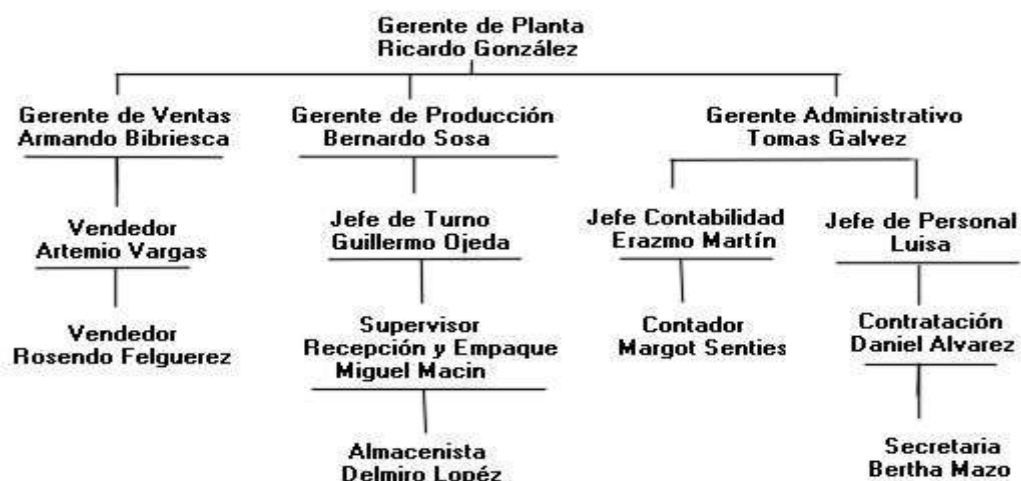 Gerente de Planta
Ricardo González
Gerente de Ventas
Armando Bibriesca
Gerente de Producción
Bernardo Sosa
Gerente Administrativo
Tomas Galvez
Vendedor
Artemio Vargas
Jefe de Turno
Guillermo Ojeda
Jefe Contabilidad
Erazmo Martín
Jefe de Personal
Luisa
Vendedor
Rosendo Felguerez
Supervisor
Recepción y Empaque
Miguel Macin
Contador
Margot Senties
Contratación
Daniel Alvarez
Almacenista
Delmiro Lopéz
Secretaria
Bertha Mazo